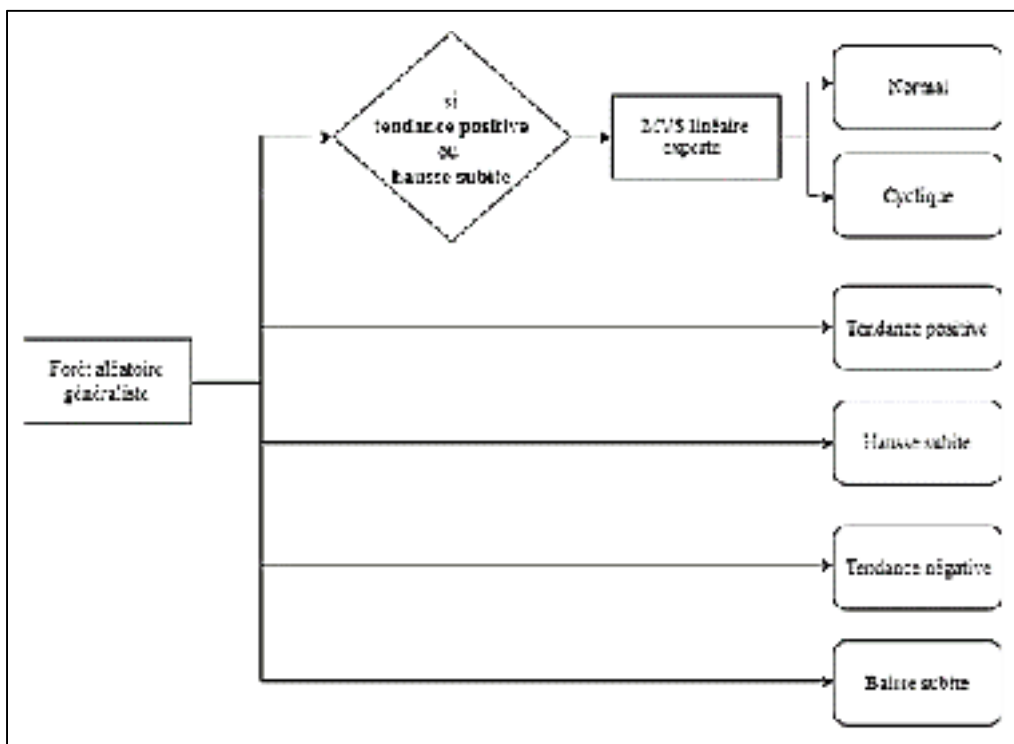 si
tendance positive
ou
hausse subite
linéaire
experte
Normal
Cyclique
Tendance positive
Forêt aléatoire
généraliste
Hausse subite
Tendance négative
Baisse subite